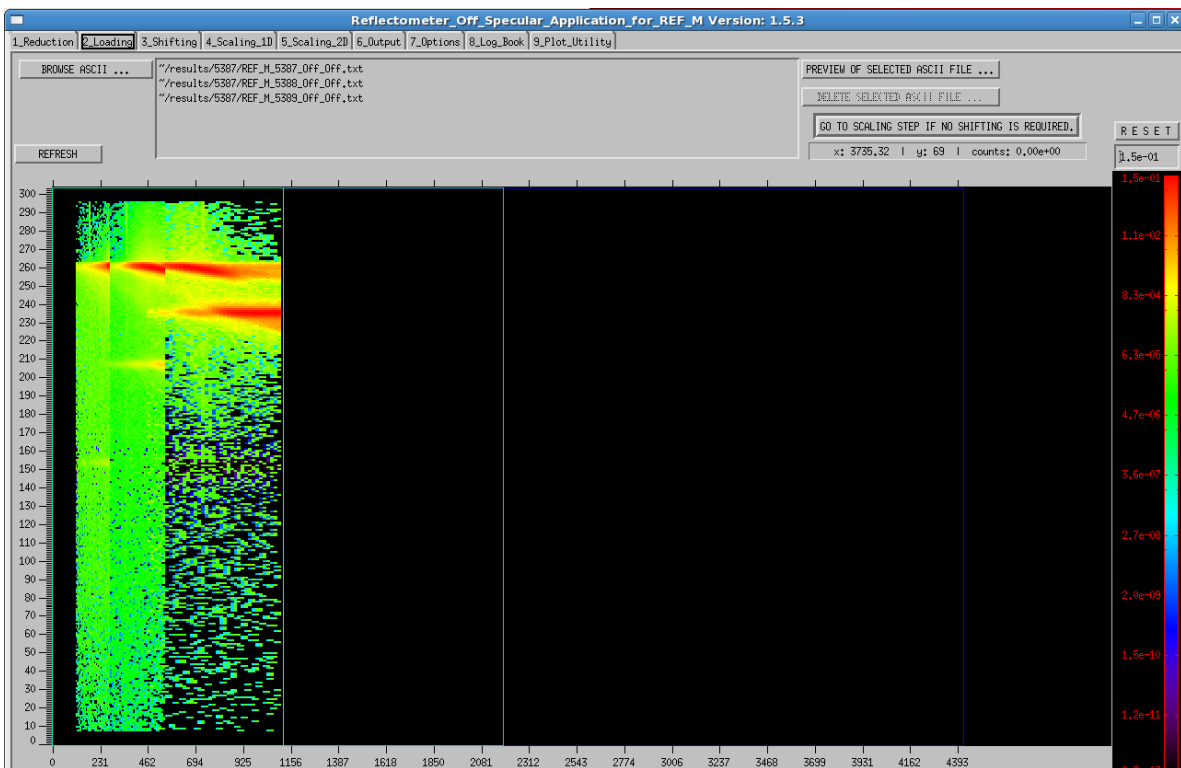 Reflectometer_Off_Specular_Application_for_REF_M Version: 1.5.3
1_Reduction 2_Loading 3_Shifting 4_Scaling_1D 5_Scaling_2D 6_Output 7_Options 8_Log_Book 9_Plot_Utility
BROWSE ASCII ...
~/results/5387/REF_M_5387_Off_Off.txt
~/results/5387/REF_M_5388_Off_Off.txt
~/results/5387/REF_M_5389_Off_Off.txt
REFRESH
PREVIEW OF SELECTED ASCII FILE ...
DELETE SELECTED ASCII FILE ...
GO TO SCALING STEP IF NO SHIFTING IS REQUIRED.
x: 3735.32 | y: 69 | counts: 0.00e+00
R E S E T
1.5e-01
300
290
280
270
260
250
240
230
220
210
200
190
180
170
160
150
140
130
120
110
100
90
80
70
60
50
40
30
20
10
0
0 231 462 694 925 1156 1387 1618 1850 2081 2312 2543 2774 3006 3237 3468 3699 3931 4162 4393
1.5e-01
1.1e-02
8.3e-04
6.3e-05
4.7e-06
3.6e-07
2.7e-08
2.0e-09
1.5e-10
1.2e-11